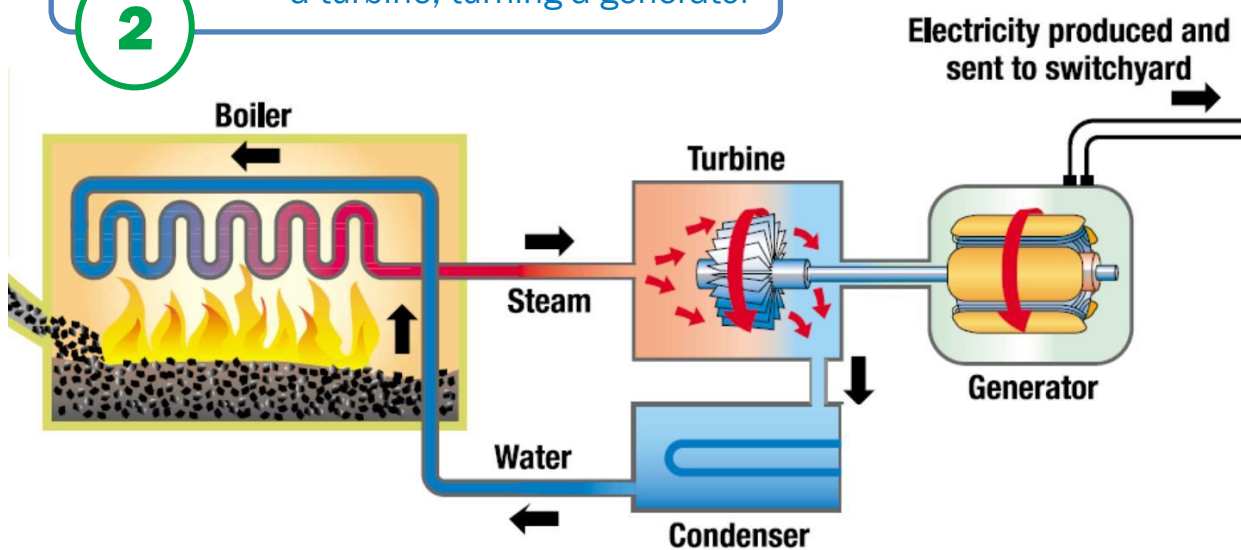 a turbine, turning a generator
2
Electricity produced and
sent to switchyard
Boiler
Turbine
Steam
Generator
Water
Condenser